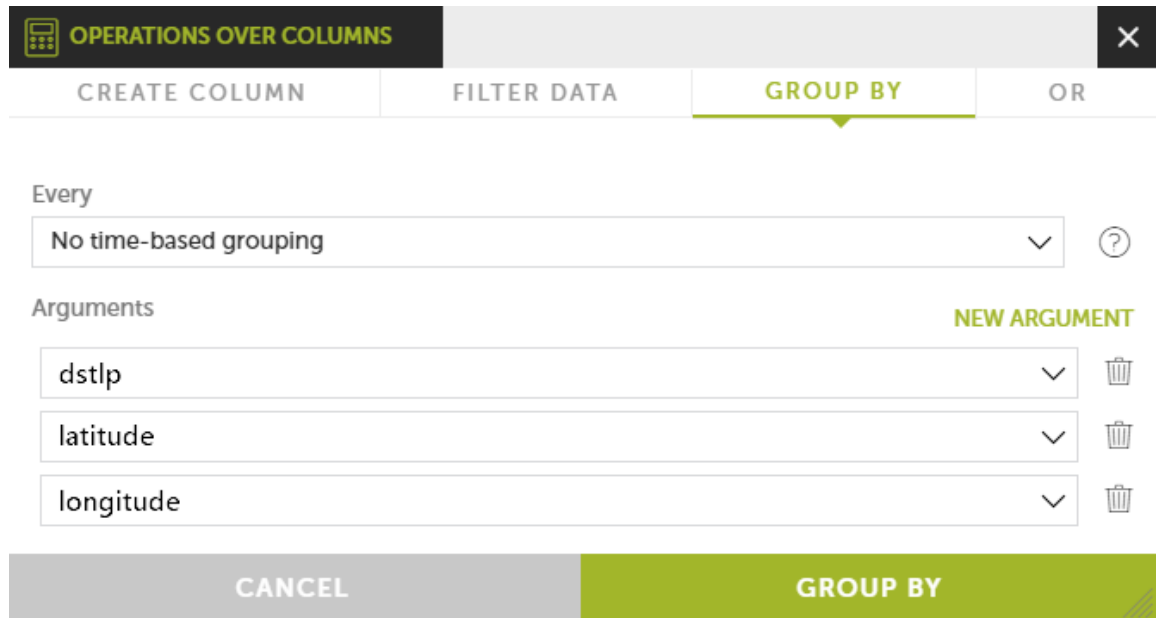 OPERATIONS OVER COLUMNS
CREATE COLUMN FILTER DATA GROUP BY OR
Every
No time-based grouping
?
Arguments
NEW ARGUMENT
dstlp
latitude
longitude
CANCEL GROUP BY